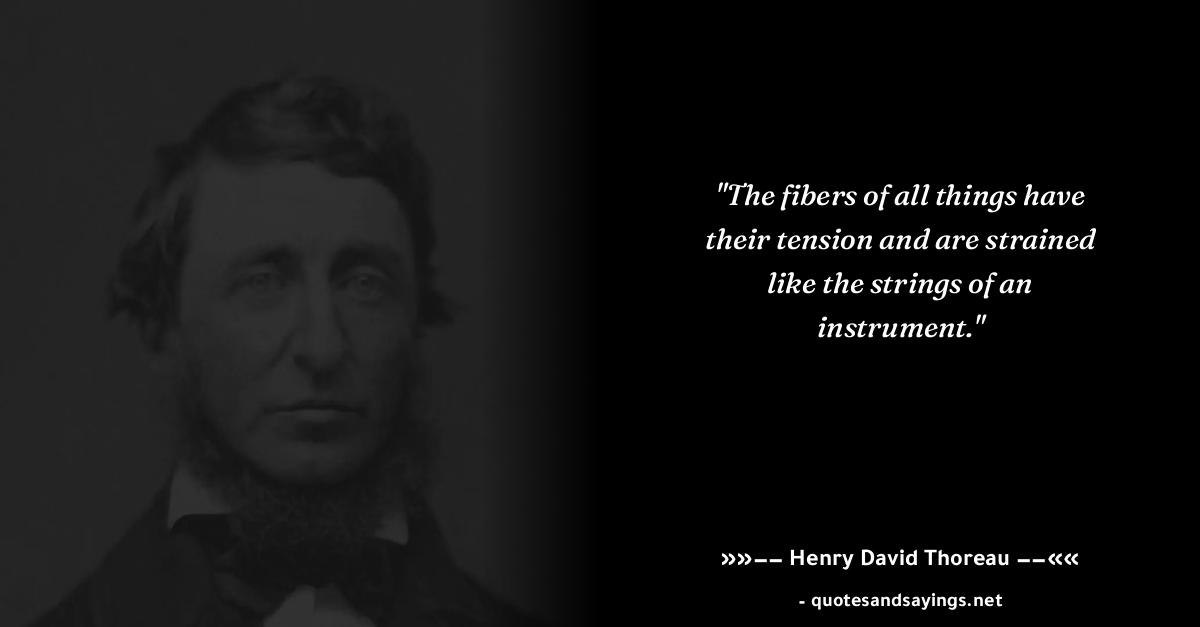 "The fibers of all things have
their tension and are strained
like the strings of an
instrument."
»»–– Henry David Thoreau ––««
- quotesandsayings.net